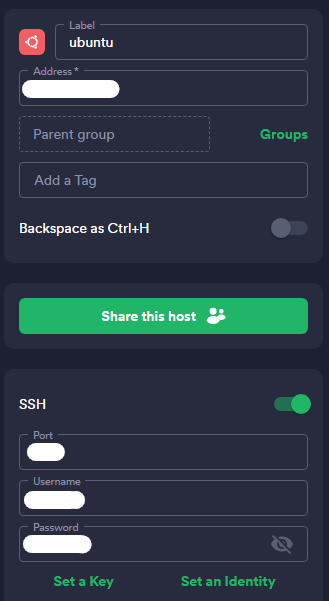 Label
ubuntu
Address *
Parent group
Groups
Add a Tag
Backspace as Ctrl+H
Share this host
SSH
Port
Username
Password
Set a Key
Set an Identity